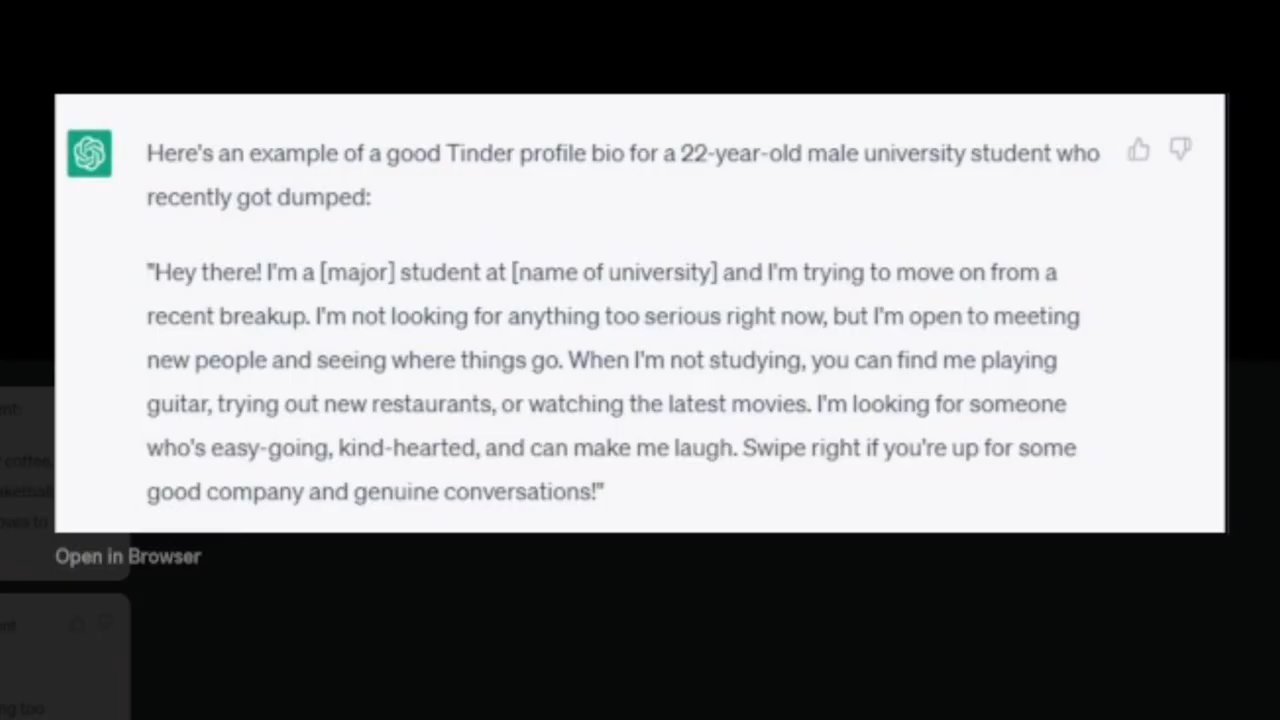 Here's an example of a good Tinder profile bio for a 22-year-old male university student who
recently got dumped:
"Hey there! I'm a [major] student at [name of university] and I'm trying to move on from a
recent breakup. I'm not looking for anything too serious right now, but I'm open to meeting
new people and seeing where things go. When I'm not studying, you can find me playing
guitar, trying out new restaurants, or watching the latest movies. I'm looking for someone
who's easy-going, kind-hearted, and can make me laugh. Swipe right if you're up for some
good company and genuine conversations!"
Open in Browser
coffee,
ng too